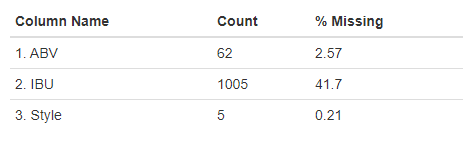 Column Name Count % Missing
1. ABV 62 2.57
2. IBU 1005 41.7
3. Style 5 0.21